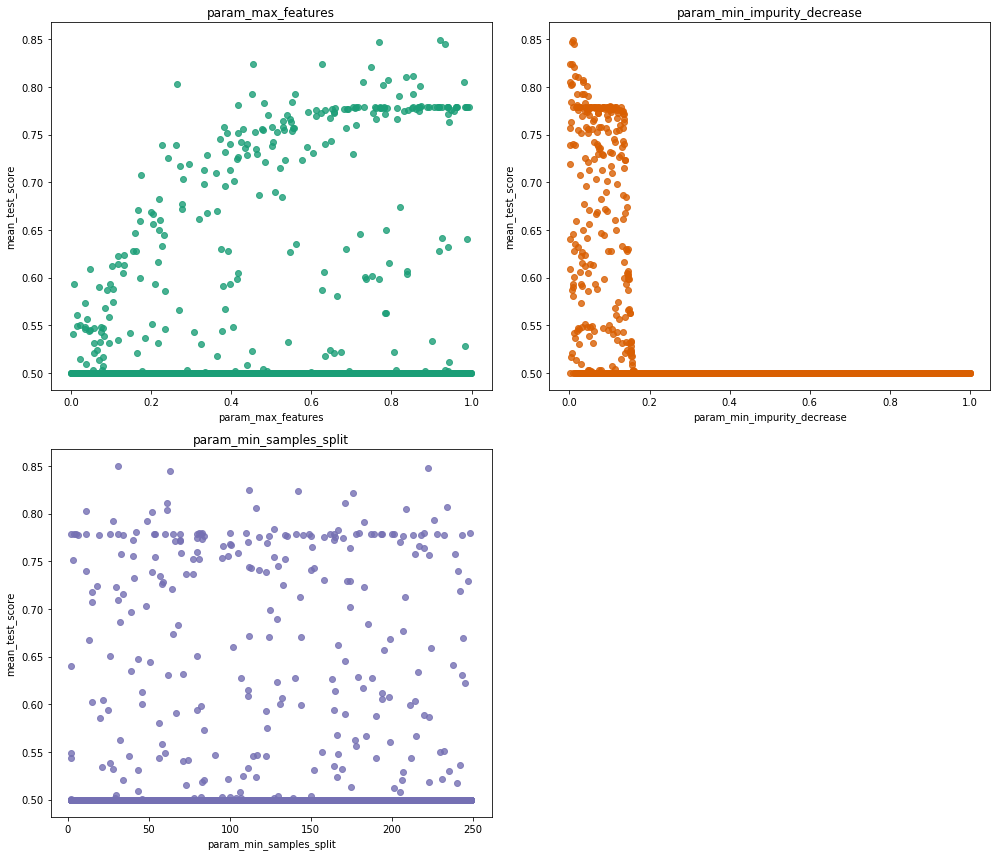 param_max_features
mean_test_score
0.85
0.80
0.75
0.70
0.65
0.60
0.55
0.50
0.0 0.2 0.4 0.6 0.8 1.0
param_max_features
param_min_impurity_decrease
mean_test_score
0.85
0.80
0.75
0.70
0.65
0.60
0.55
0.50
0.0 0.2 0.4 0.6 0.8 1.0
param_min_impurity_decrease
param_min_samples_split
mean_test_score
0.85
0.80
0.75
0.70
0.65
0.60
0.55
0.50
0 50 100 150 200 250
param_min_samples_split